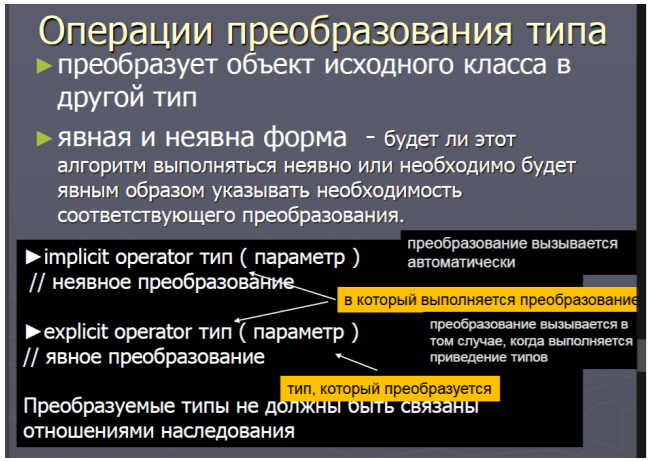 Операции преобразования типа
►преобразует объект исходного класса в
другой тип
►явная и неявна форма - будет ли этот
алгоритм выполняться неявно или необходимо будет
явным образом указывать необходимость
соответствующего преобразования.
►implicit operator тип ( параметр )
// неявное преобразование
преобразование вызывается
автоматически
в который выполняется преобразование
►explicit operator тип ( параметр )
// явное преобразование
преобразование вызывается в
том случае, когда выполняется
приведение типов
тип, который преобразуется
Преобразуемые типы не должны быть связаны
отношениями наследования